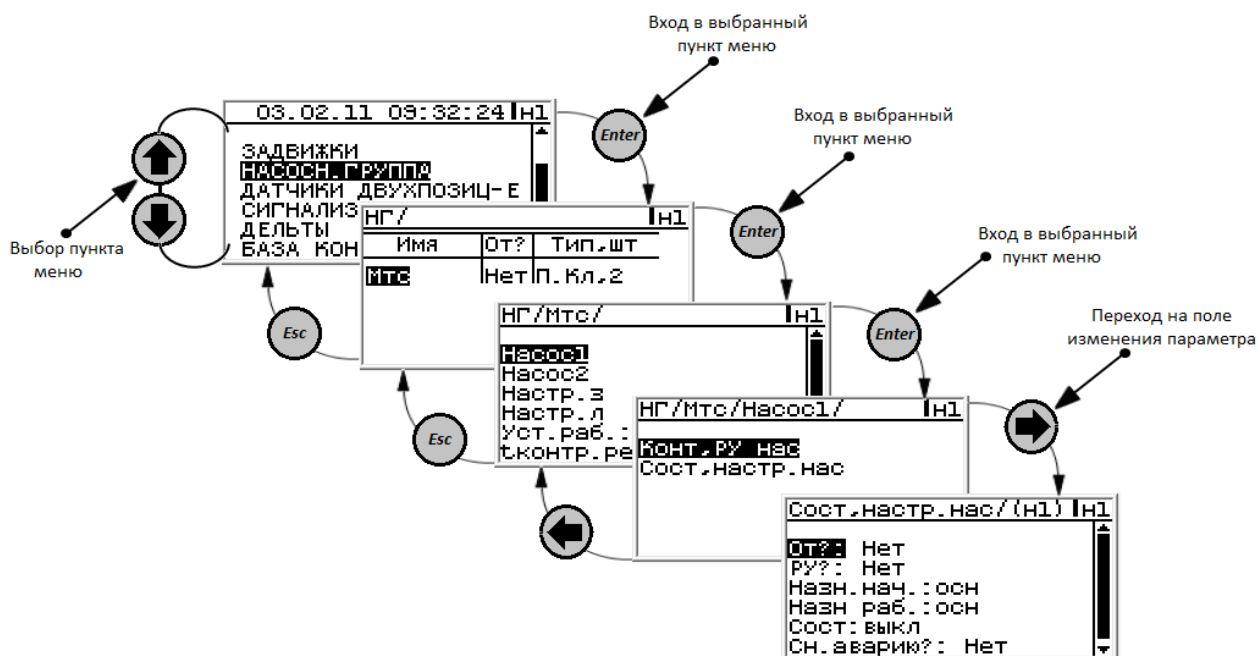 Вход в выбранный
пункт меню
Вход в выбранный
пункт меню
Вход в выбранный
пункт меню
Переход на поле
изменения параметра
Выбор пункта
меню
Enter
Enter
Enter
Esc
Esc
03.02.11 09:32:24 н1
ЗАДВИЖКИ
НАСОСН.ГРУППА
ДАТЧИКИ ДВУХПОЗИЦ-Е
СИГНАЛИЗ
ДЕЛЬТЫ
БАЗА КОН
НГ/ н1
Имя От? Тип,шт
Мтс Нет П.Кл,2
НГ/Мтс/ н1
Насос1
Насос2
Настр.з
Настр.л
Уст.раб.:
t.контр.ре
НГ/Мтс/Насос1/ н1
Конт,РУ нас
Сост,настр.нас
Сост,настр.нас/(н1) н1
От?: Нет
РУ?: Нет
Назн.нач.:осн
Назн раб.:осн
Сост:выкл
Сн.аварию?: Нет